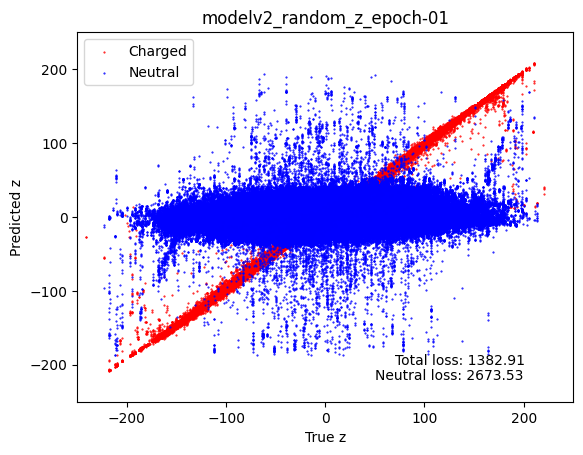 modelv2_random_z_epoch-01
Charged
Neutral
200
100
0
−100
−200
Predicted z
Total loss: 1382.91
Neutral loss: 2673.53
−200 −100 0 100 200
True z